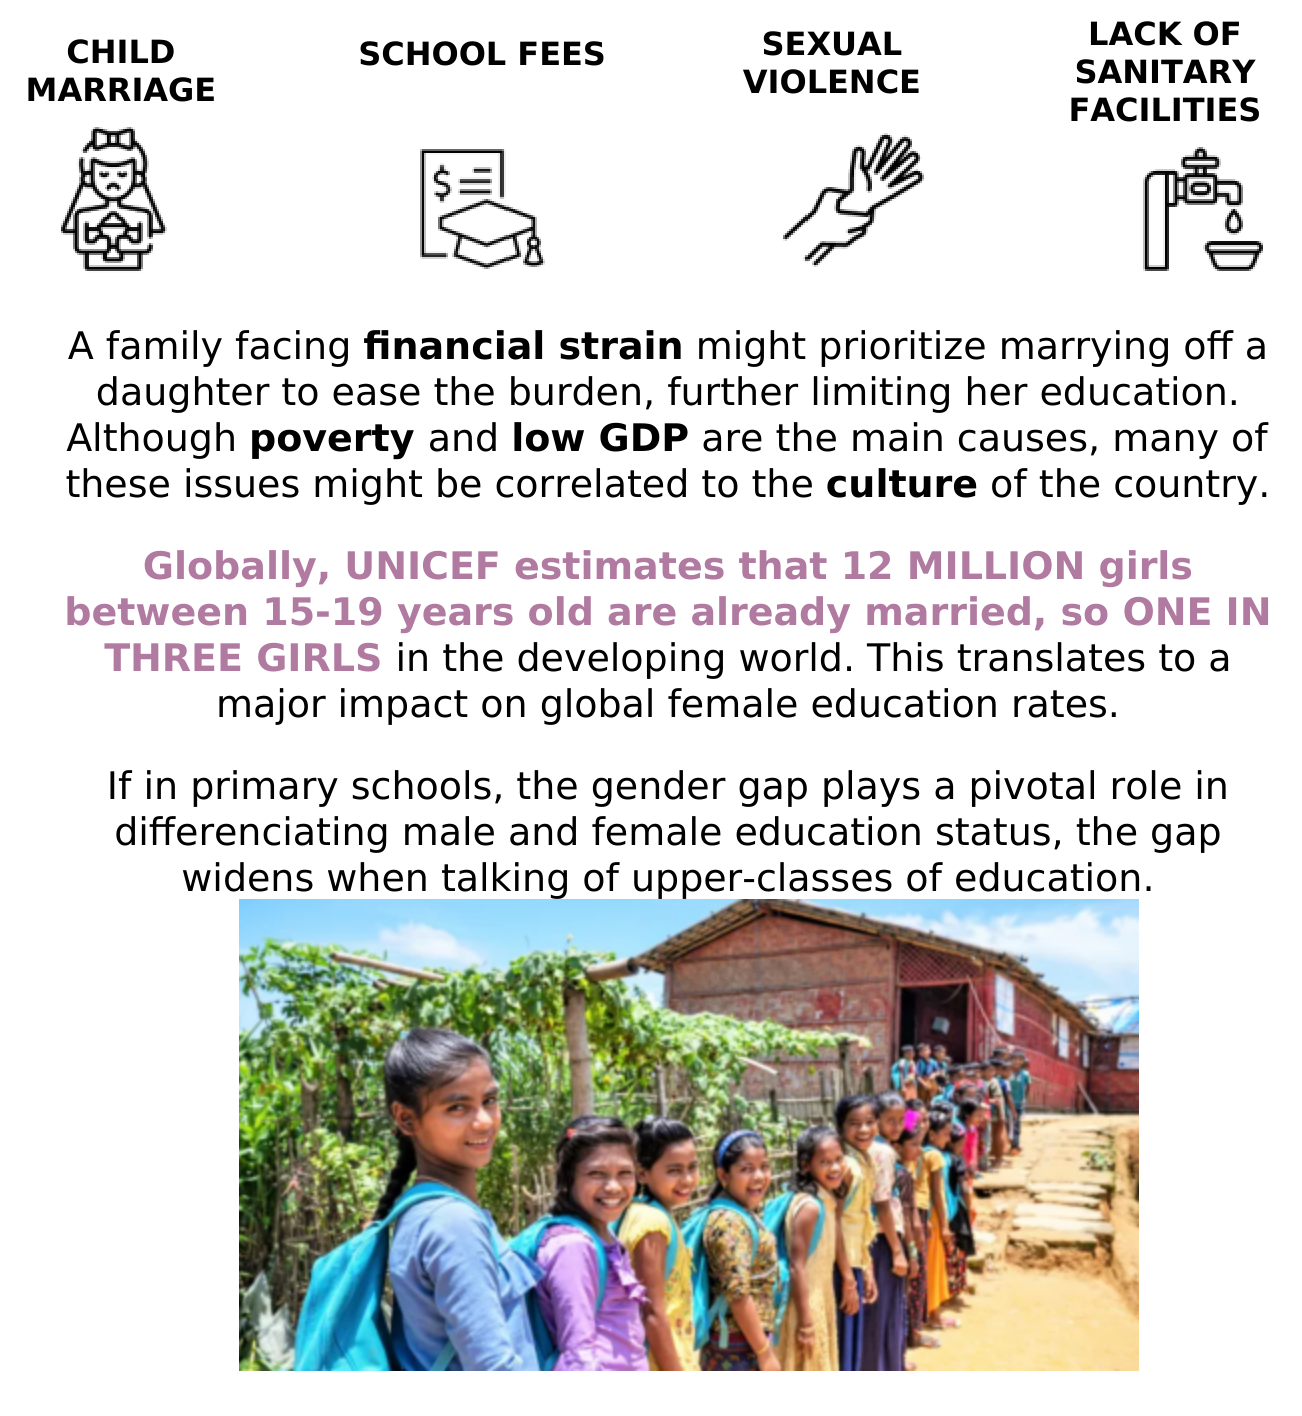 CHILD
MARRIAGE
SCHOOL FEES
SEXUAL
VIOLENCE
LACK OF
SANITARY
FACILITIES
$
A family facing financial strain might prioritize marrying off a
daughter to ease the burden, further limiting her education.
Although poverty and low GDP are the main causes, many of
these issues might be correlated to the culture of the country.
Globally, UNICEF estimates that 12 MILLION girls
between 15-19 years old are already married, so ONE IN
THREE GIRLS in the developing world. This translates to a
major impact on global female education rates.
If in primary schools, the gender gap plays a pivotal role in
differenciating male and female education status, the gap
widens when talking of upper-classes of education.